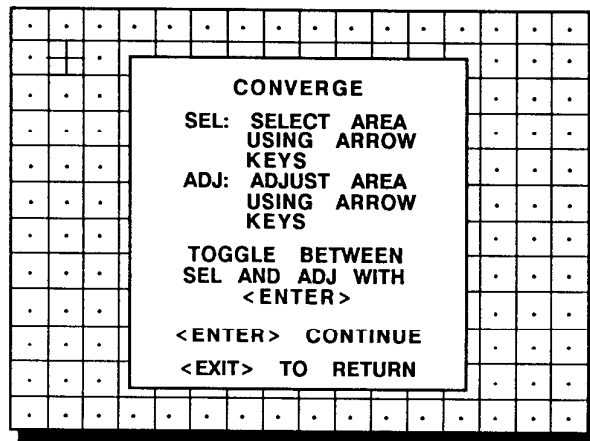 CONVERGE
SEL: SELECT AREA
USING ARROW
KEYS
ADJ: ADJUST AREA
USING ARROW
KEYS
TOGGLE BETWEEN
SEL AND ADJ WITH
<ENTER>
<ENTER> CONTINUE
<EXIT> TO RETURN